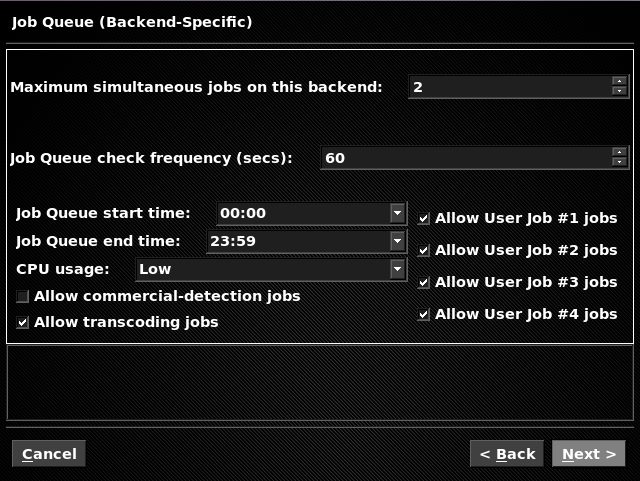 Job Queue (Backend-Specific)
Maximum simultaneous jobs on this backend: 2
Job Queue check frequency (secs): 60
Job Queue start time: 00:00
Job Queue end time: 23:59
CPU usage: Low
Allow commercial-detection jobs
Allow transcoding jobs
Allow User Job #1 jobs
Allow User Job #2 jobs
Allow User Job #3 jobs
Allow User Job #4 jobs
Cancel
< Back
Next >